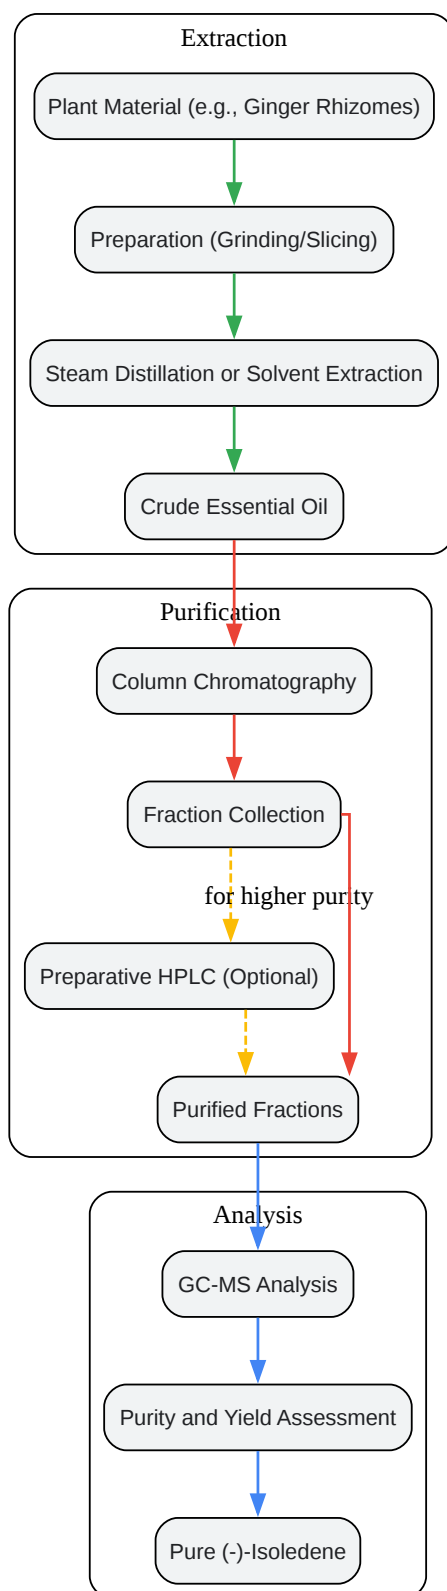 Extraction
Plant Material (e.g., Ginger Rhizomes)
Preparation (Grinding/Slicing)
Steam Distillation or Solvent Extraction
Crude Essential Oil
Purification
Column Chromatography
Fraction Collection
for higher purity
Preparative HPLC (Optional)
Purified Fractions
Analysis
GC-MS Analysis
Purity and Yield Assessment
Pure (-)-Isoledene